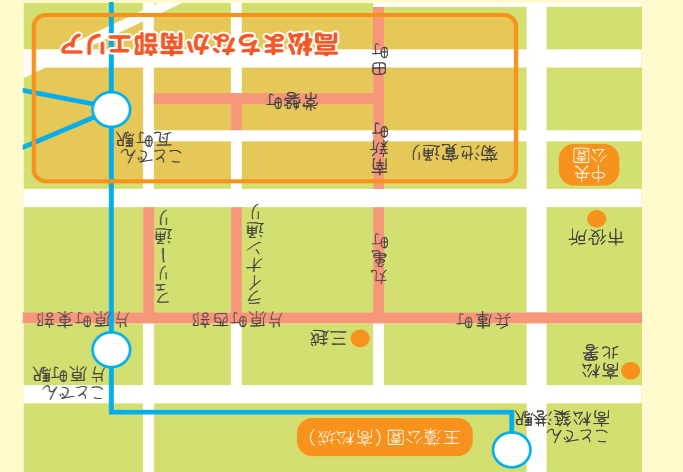 ことでん
高松築港駅
玉藻公園(高松城)
高松
北署
ことでん
片原町駅
三越
兵庫町
片原町西部
片原町東部
丸亀町
ライオン通り
フェリー通り
市役所
中央
公園
菊池寛通り
南新町
ことでん
瓦町駅
常磐町
田町
高松まちなか南部エリア